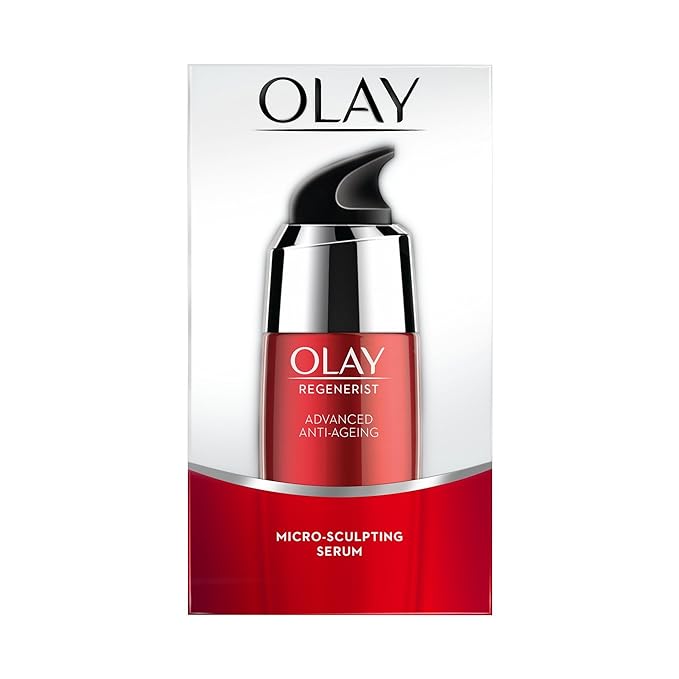 OLAY
OLAY
REGENERIST
ADVANCED
ANTI-AGEING
MICRO-SCULPTING
SERUM